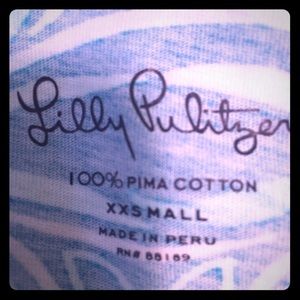 Lilly Pulitzer
100% PIMA COTTON
XXSMALL
MADE IN PERU
RN# 88189